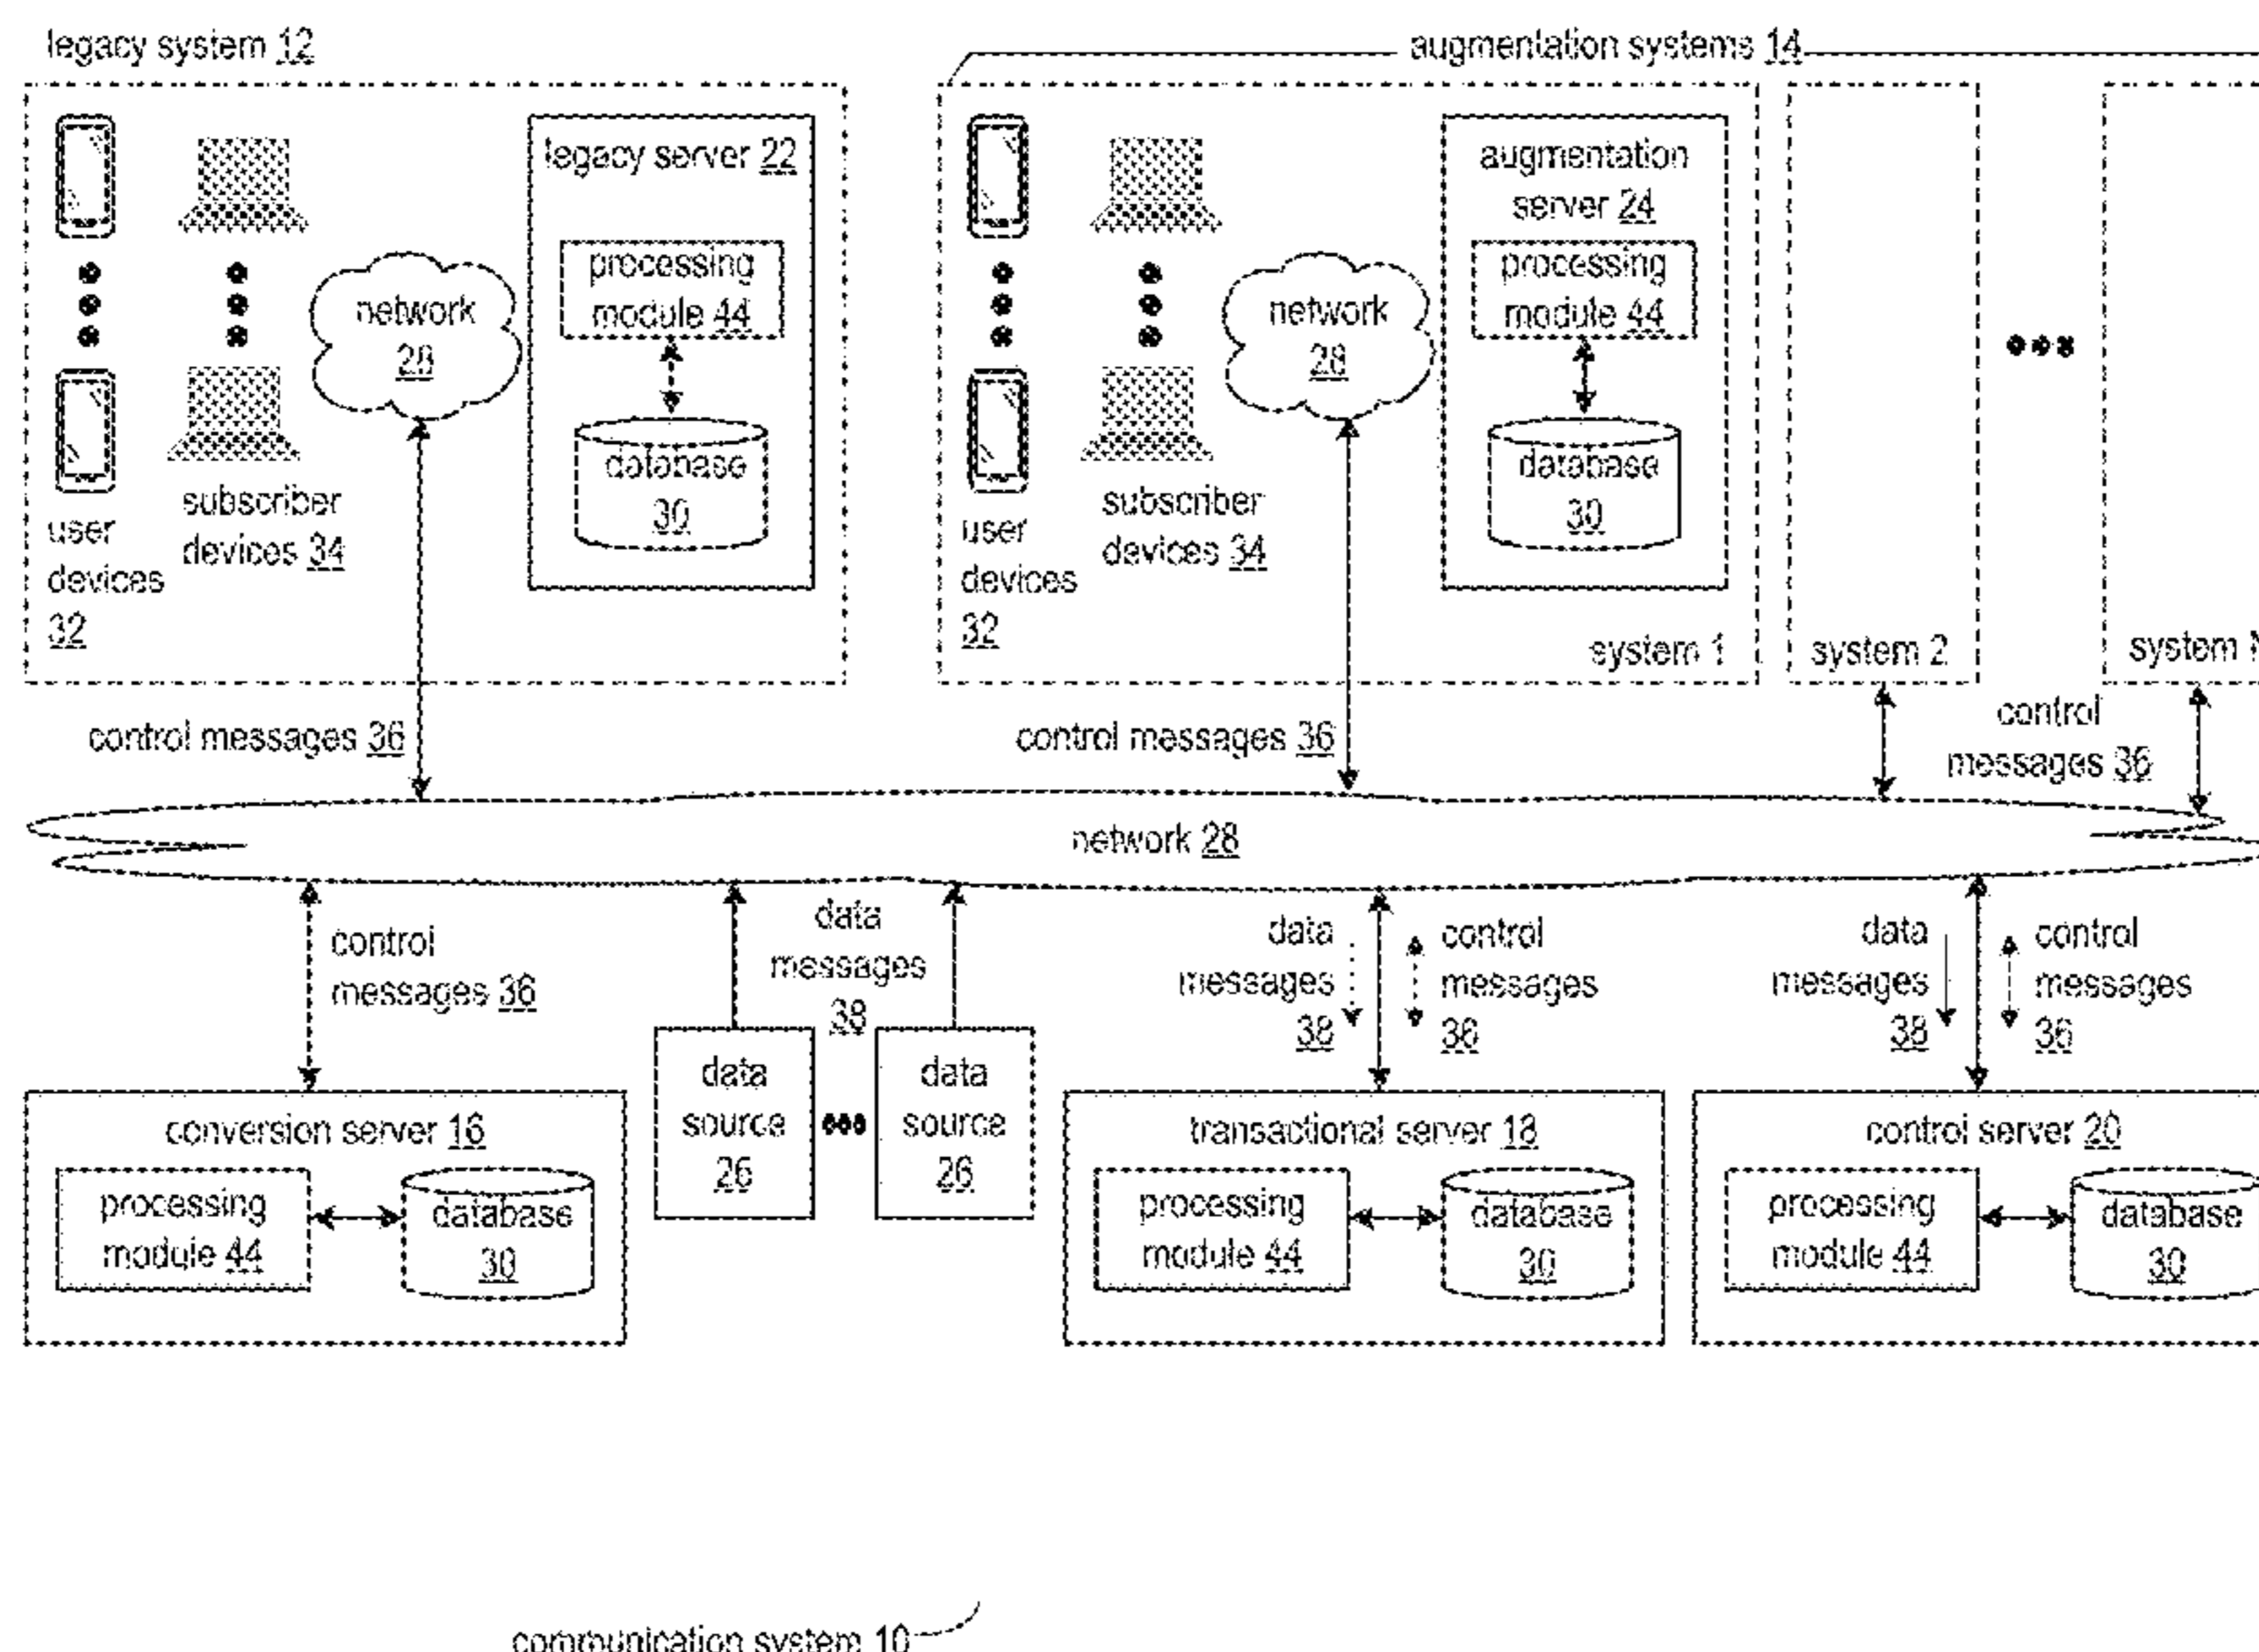 legacy system 12
augmentation systems 14
legacy server 22
processing
module 44
database
30
network
28
user
devices
32
subscriber
devices 34
augmentation
server 24
processing
module 44
database
30
network
28
user
devices
32
subscriber
devices 34
system 1
system 2
system
control messages 36
control messages 36
control
messages 36
network 28
control
messages 36
data
messages
38
data
messages
38
control
messages
36
data
messages
38
control
messages
36
conversion server 16
processing
module 44
database
30
data
source
26
data
source
26
transactional server 18
processing
module 44
database
30
control server 20
processing
module 44
database
30
communication system 10